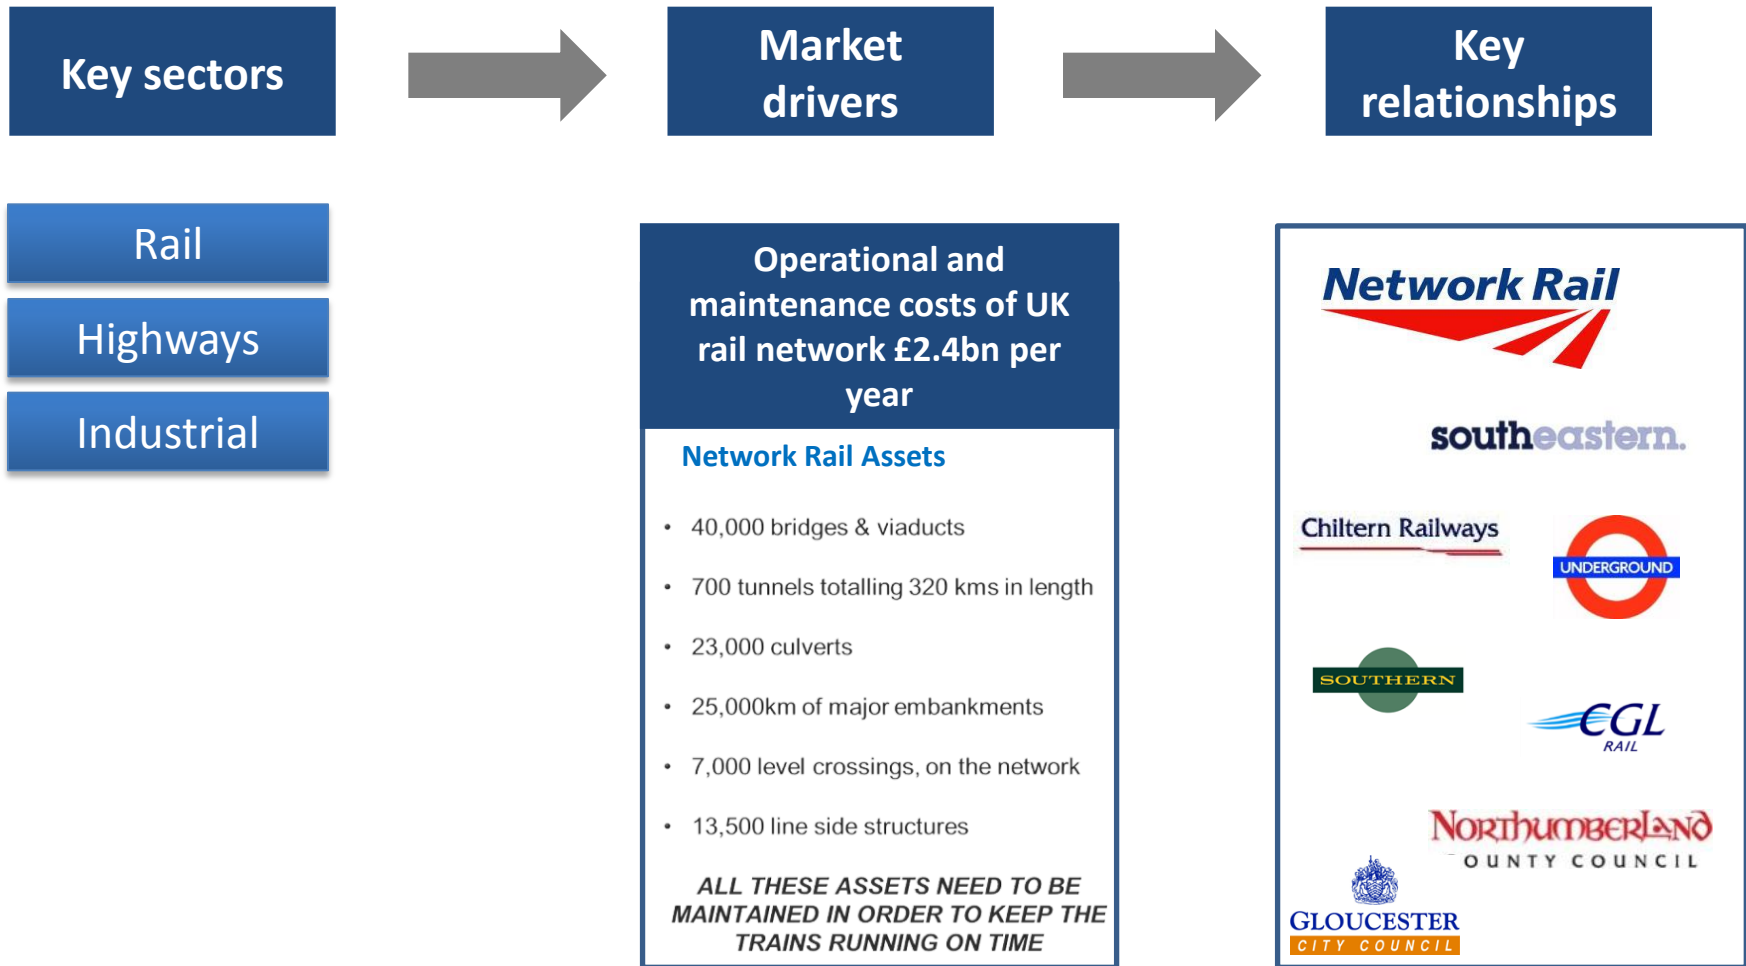 Key sectors
Market
drivers
Key
relationships
Rail
Highways
Industrial
Operational and
maintenance costs of UK
rail network £2.4bn per
year
Network Rail Assets
• 40,000 bridges & viaducts
• 700 tunnels totalling 320 kms in length
• 23,000 culverts
• 25,000km of major embankments
• 7,000 level crossings, on the network
• 13,500 line side structures
ALL THESE ASSETS NEED TO BE
MAINTAINED IN ORDER TO KEEP THE
TRAINS RUNNING ON TIME
Network Rail
southeastern.
Chiltern Railways
UNDERGROUND
SOUTHERN
CGL
RAIL
NORTHUMBERLAND
OUNTY COUNCIL
GLOUCESTER
CITY COUNCIL